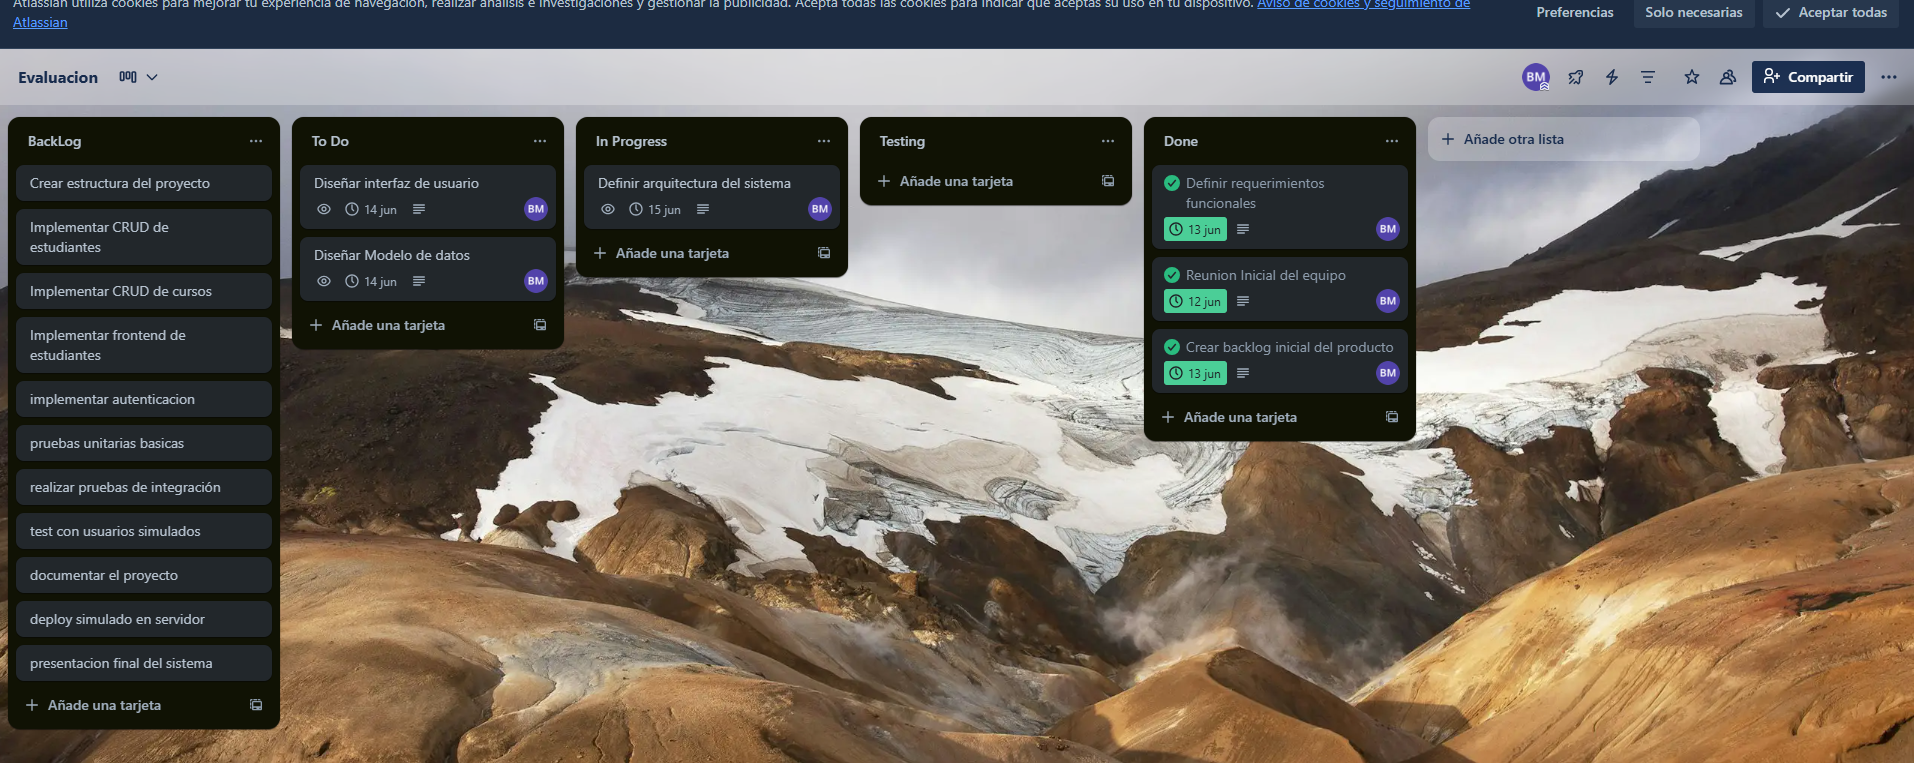 Atlassian utiliza cookies para mejorar tu experiencia de navegación, realizar análisis e investigaciones y gestionar la publicidad. Acepta todas las cookies para indicar que aceptas su uso en tu dispositivo. Aviso de cookies y seguimiento de
Atlassian
Preferencias
Solo necesarias
Aceptar todas
Evaluacion
BM
Compartir
BackLog
Crear estructura del proyecto
Implementar CRUD de
estudiantes
Implementar CRUD de cursos
Implementar frontend de
estudiantes
implementar autenticacion
pruebas unitarias basicas
realizar pruebas de integración
test con usuarios simulados
documentar el proyecto
deploy simulado en servidor
presentacion final del sistema
Añade una tarjeta
To Do
Diseñar interfaz de usuario
14 jun
BM
Diseñar Modelo de datos
14 jun
BM
Añade una tarjeta
In Progress
Definir arquitectura del sistema
15 jun
BM
Añade una tarjeta
Testing
Añade una tarjeta
Done
Definir requerimientos
funcionales
13 jun
BM
Reunion Inicial del equipo
12 jun
BM
Crear backlog inicial del producto
13 jun
BM
Añade una tarjeta
Añade otra lista